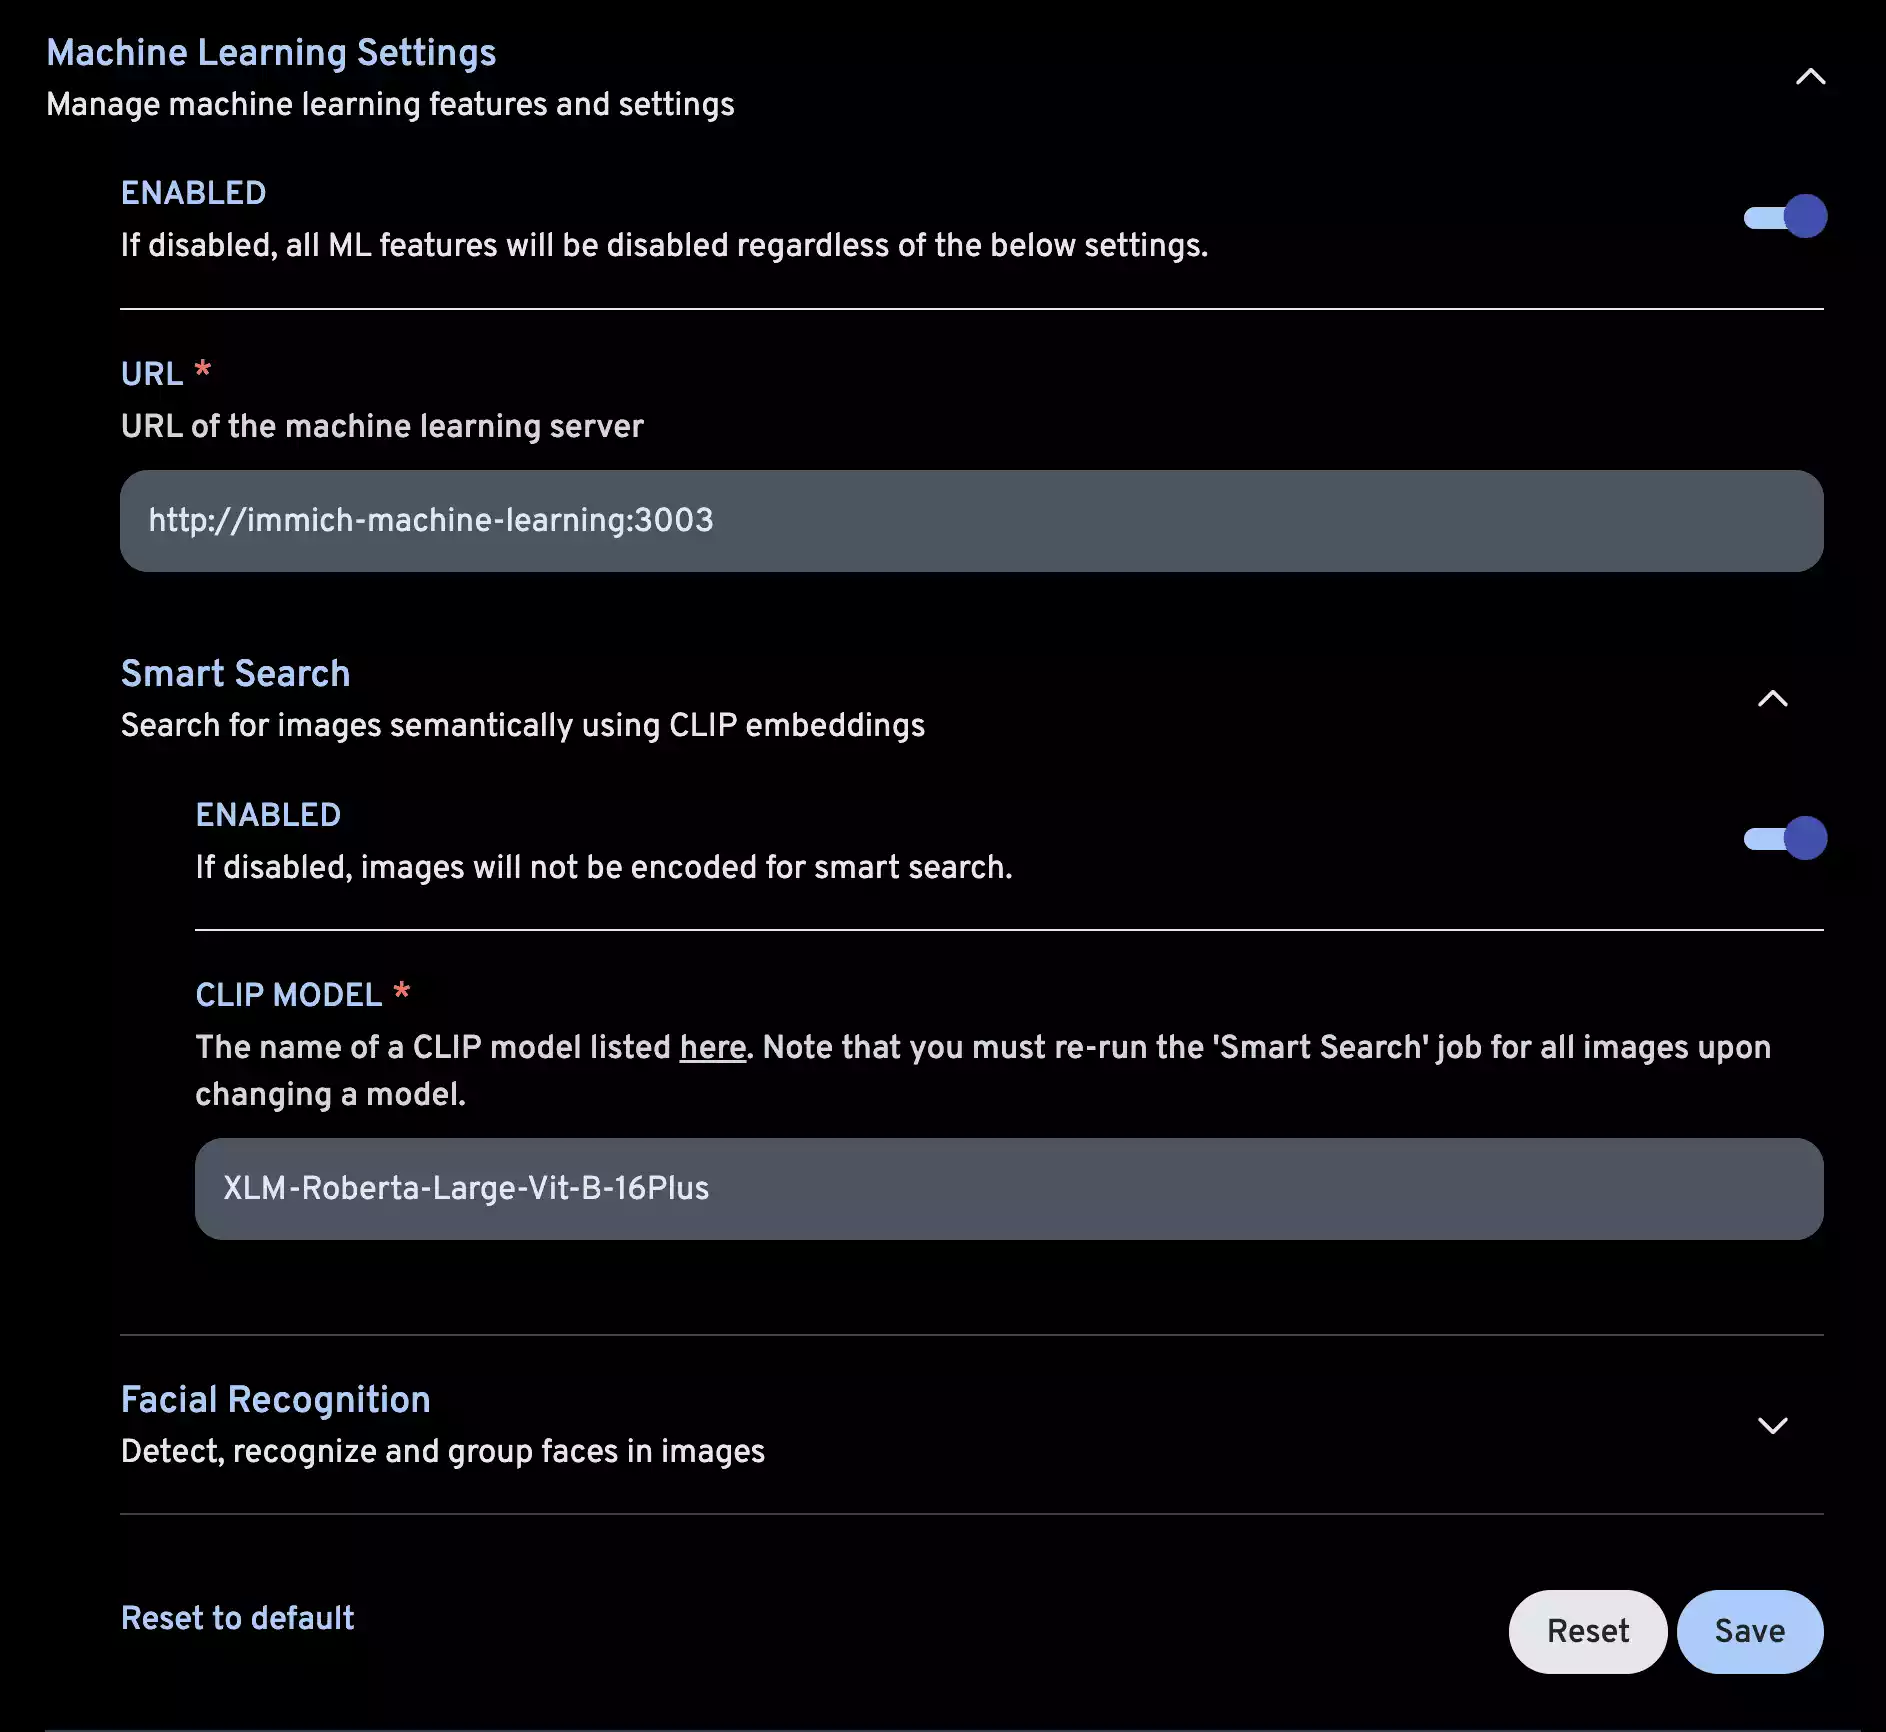 Machine Learning Settings
Manage machine learning features and settings
ENABLED
If disabled, all ML features will be disabled regardless of the below settings.
URL *
URL of the machine learning server
http://immich-machine-learning:3003
Smart Search
Search for images semantically using CLIP embeddings
ENABLED
If disabled, images will not be encoded for smart search.
CLIP MODEL *
The name of a CLIP model listed here. Note that you must re-run the 'Smart Search' job for all images upon
changing a model.
XLM-Roberta-Large-Vit-B-16Plus
Facial Recognition
Detect, recognize and group faces in images
Reset to default
Reset
Save